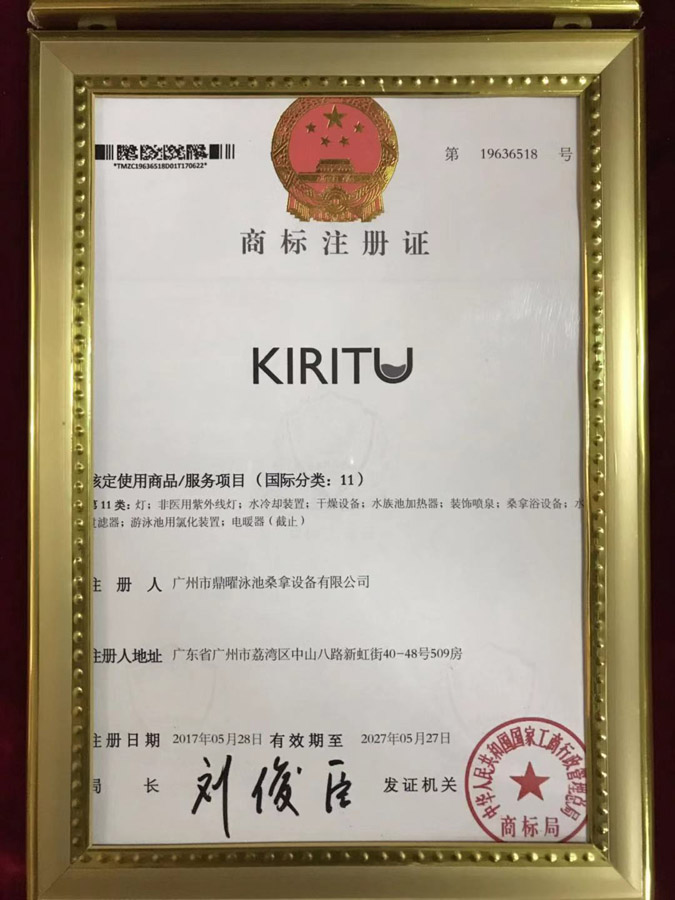 *TMZC19636518D01T170622*
第 19636518 号
商标注册证
KIRITU
核定使用商品/服务项目（国际分类：11）
第11类：灯；非医用紫外线灯；水冷却装置；干燥设备；水族池加热器；装饰喷泉；桑拿浴设备；水
过滤器；游泳池用氯化装置；电暖器（截止）
注 册 人 广州市鼎曜泳池桑拿设备有限公司
注册人地址 广东省广州市荔湾区中山八路新虹街40-48号509房
注册日期 2017年05月28日 有效期至 2027年05月27日
局 长 刘俊臣 发证机关
中华人民共和国国家工商行政管理总局
商标局